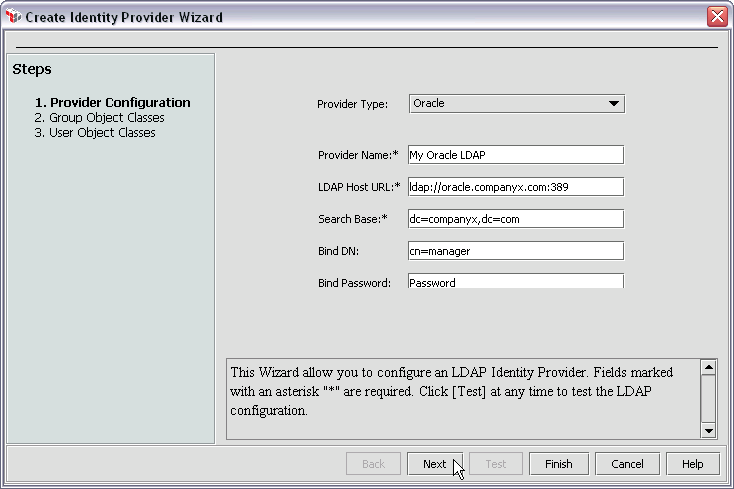 Create Identity Provider Wizard
Steps
1. Provider Configuration
2. Group Object Classes
3. User Object Classes
Provider Type: Oracle
Provider Name:* My Oracle LDAP
LDAP Host URL:* ldap://oracle.companyx.com:389
Search Base:* dc=companyx,dc=com
Bind DN: cn=manager
Bind Password: Password
This Wizard allow you to configure an LDAP Identity Provider. Fields marked
with an asterisk "*" are required. Click [Test] at any time to test the LDAP
configuration.
Back Next Test Finish Cancel Help